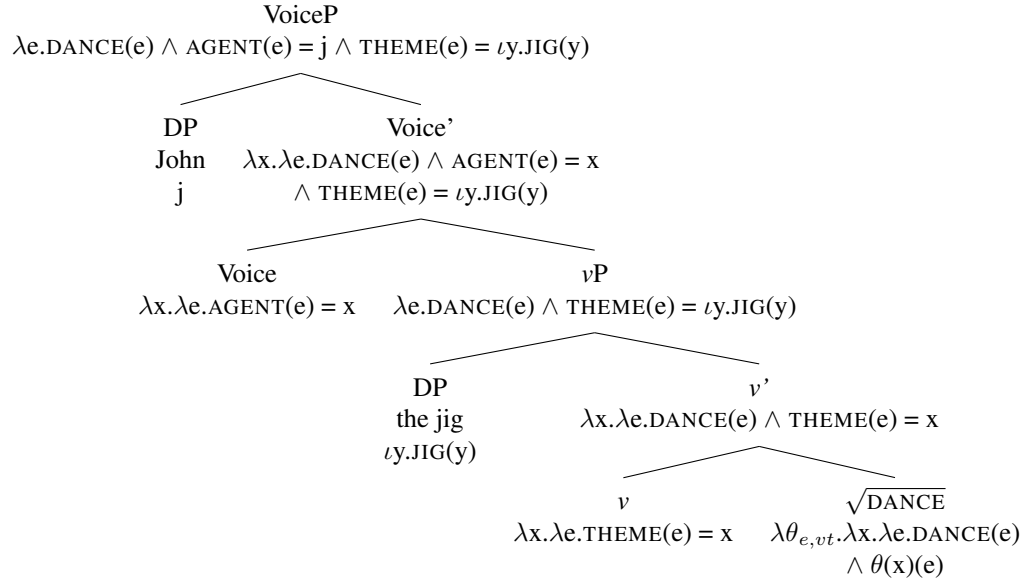 VoiceP
λe.DANCE(e) ∧ AGENT(e) = j ∧ THEME(e) = ιy.JIG(y)
DP
John
j
Voice'
λx.λe.DANCE(e) ∧ AGENT(e) = x
∧ THEME(e) = ιy.JIG(y)
Voice
λx.λe.AGENT(e) = x
vP
λe.DANCE(e) ∧ THEME(e) = ιy.JIG(y)
DP
the jig
ιy.JIG(y)
v'
λx.λe.DANCE(e) ∧ THEME(e) = x
v
λx.λe.THEME(e) = x
√DANCE
λθe,vt.λx.λe.DANCE(e)
∧ θ(x)(e)